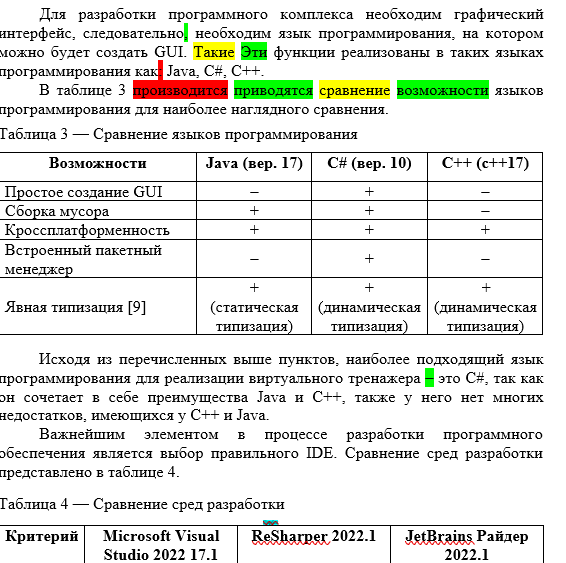 Для разработки программного комплекса необходим графический
интерфейс, следовательно, необходим язык программирования, на котором
можно будет создать GUI. Такие Эти функции реализованы в таких языках
программирования как Java, C#, C++.
В таблице 3 производится приводятся сравнение возможности языков
программирования для наиболее наглядного сравнения.
Таблица 3 — Сравнение языков программирования
Возможности Java (вер. 17) C# (вер. 10) C++ (c++17)
Простое создание GUI – + –
Сборка мусора + + –
Кроссплатформенность + + +
Встроенный пакетный
менеджер – + –
Явная типизация [9] + (статическая типизация) + (динамическая типизация) + (динамическая типизация)
Исходя из перечисленных выше пунктов, наиболее подходящий язык
программирования для реализации виртуального тренажера – это C#, так как
он сочетает в себе преимущества Java и C++, также у него нет многих
недостатков, имеющихся у C++ и Java.
Важнейшим элементом в процессе разработки программного
обеспечения является выбор правильного IDE. Сравнение сред разработки
представлено в таблице 4.
Таблица 4 — Сравнение сред разработки
Критерий Microsoft Visual Studio 2022 17.1 ReSharper 2022.1 JetBrains Райдер 2022.1